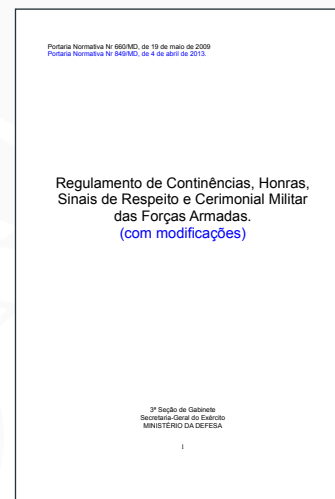 Portaria Normativa Nr 660/MD, de 19 de maio de 2009
Portaria Normativa Nr 849/MD, de 4 de abril de 2013.
Regulamento de Continências, Honras,
Sinais de Respeito e Cerimonial Militar
das Forças Armadas.
(com modificações)
3ª Seção de Gabinete
Secretaria-Geral do Exército
MINISTÉRIO DA DEFESA
1